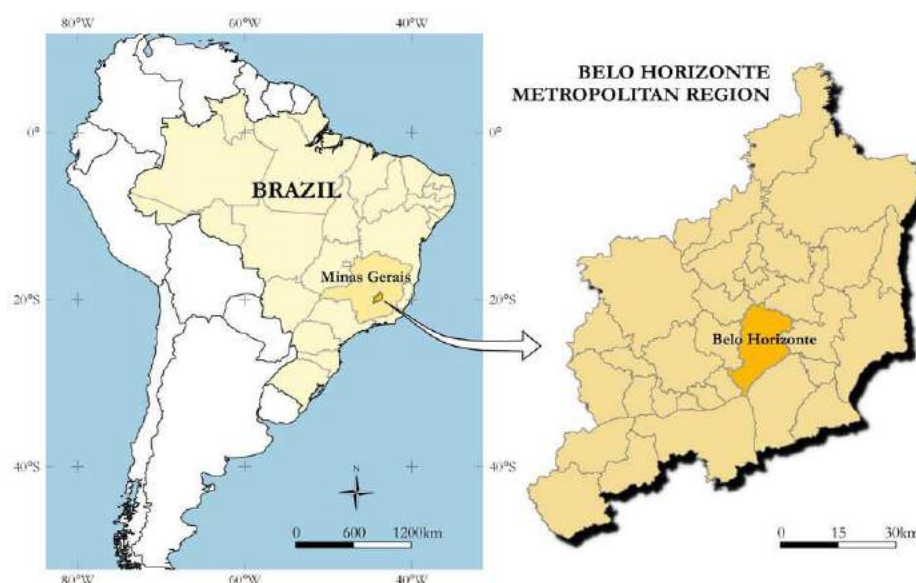 80°W
60°W
40°W
BELO HORIZONTE
METROPOLITAN REGION
0°
0°
BRAZIL
Minas Gerais
20°S
20°S
Belo Horizonte
40°S
40°S
N
0 600 1200km
0 15 30km
80°W
60°W
40°W